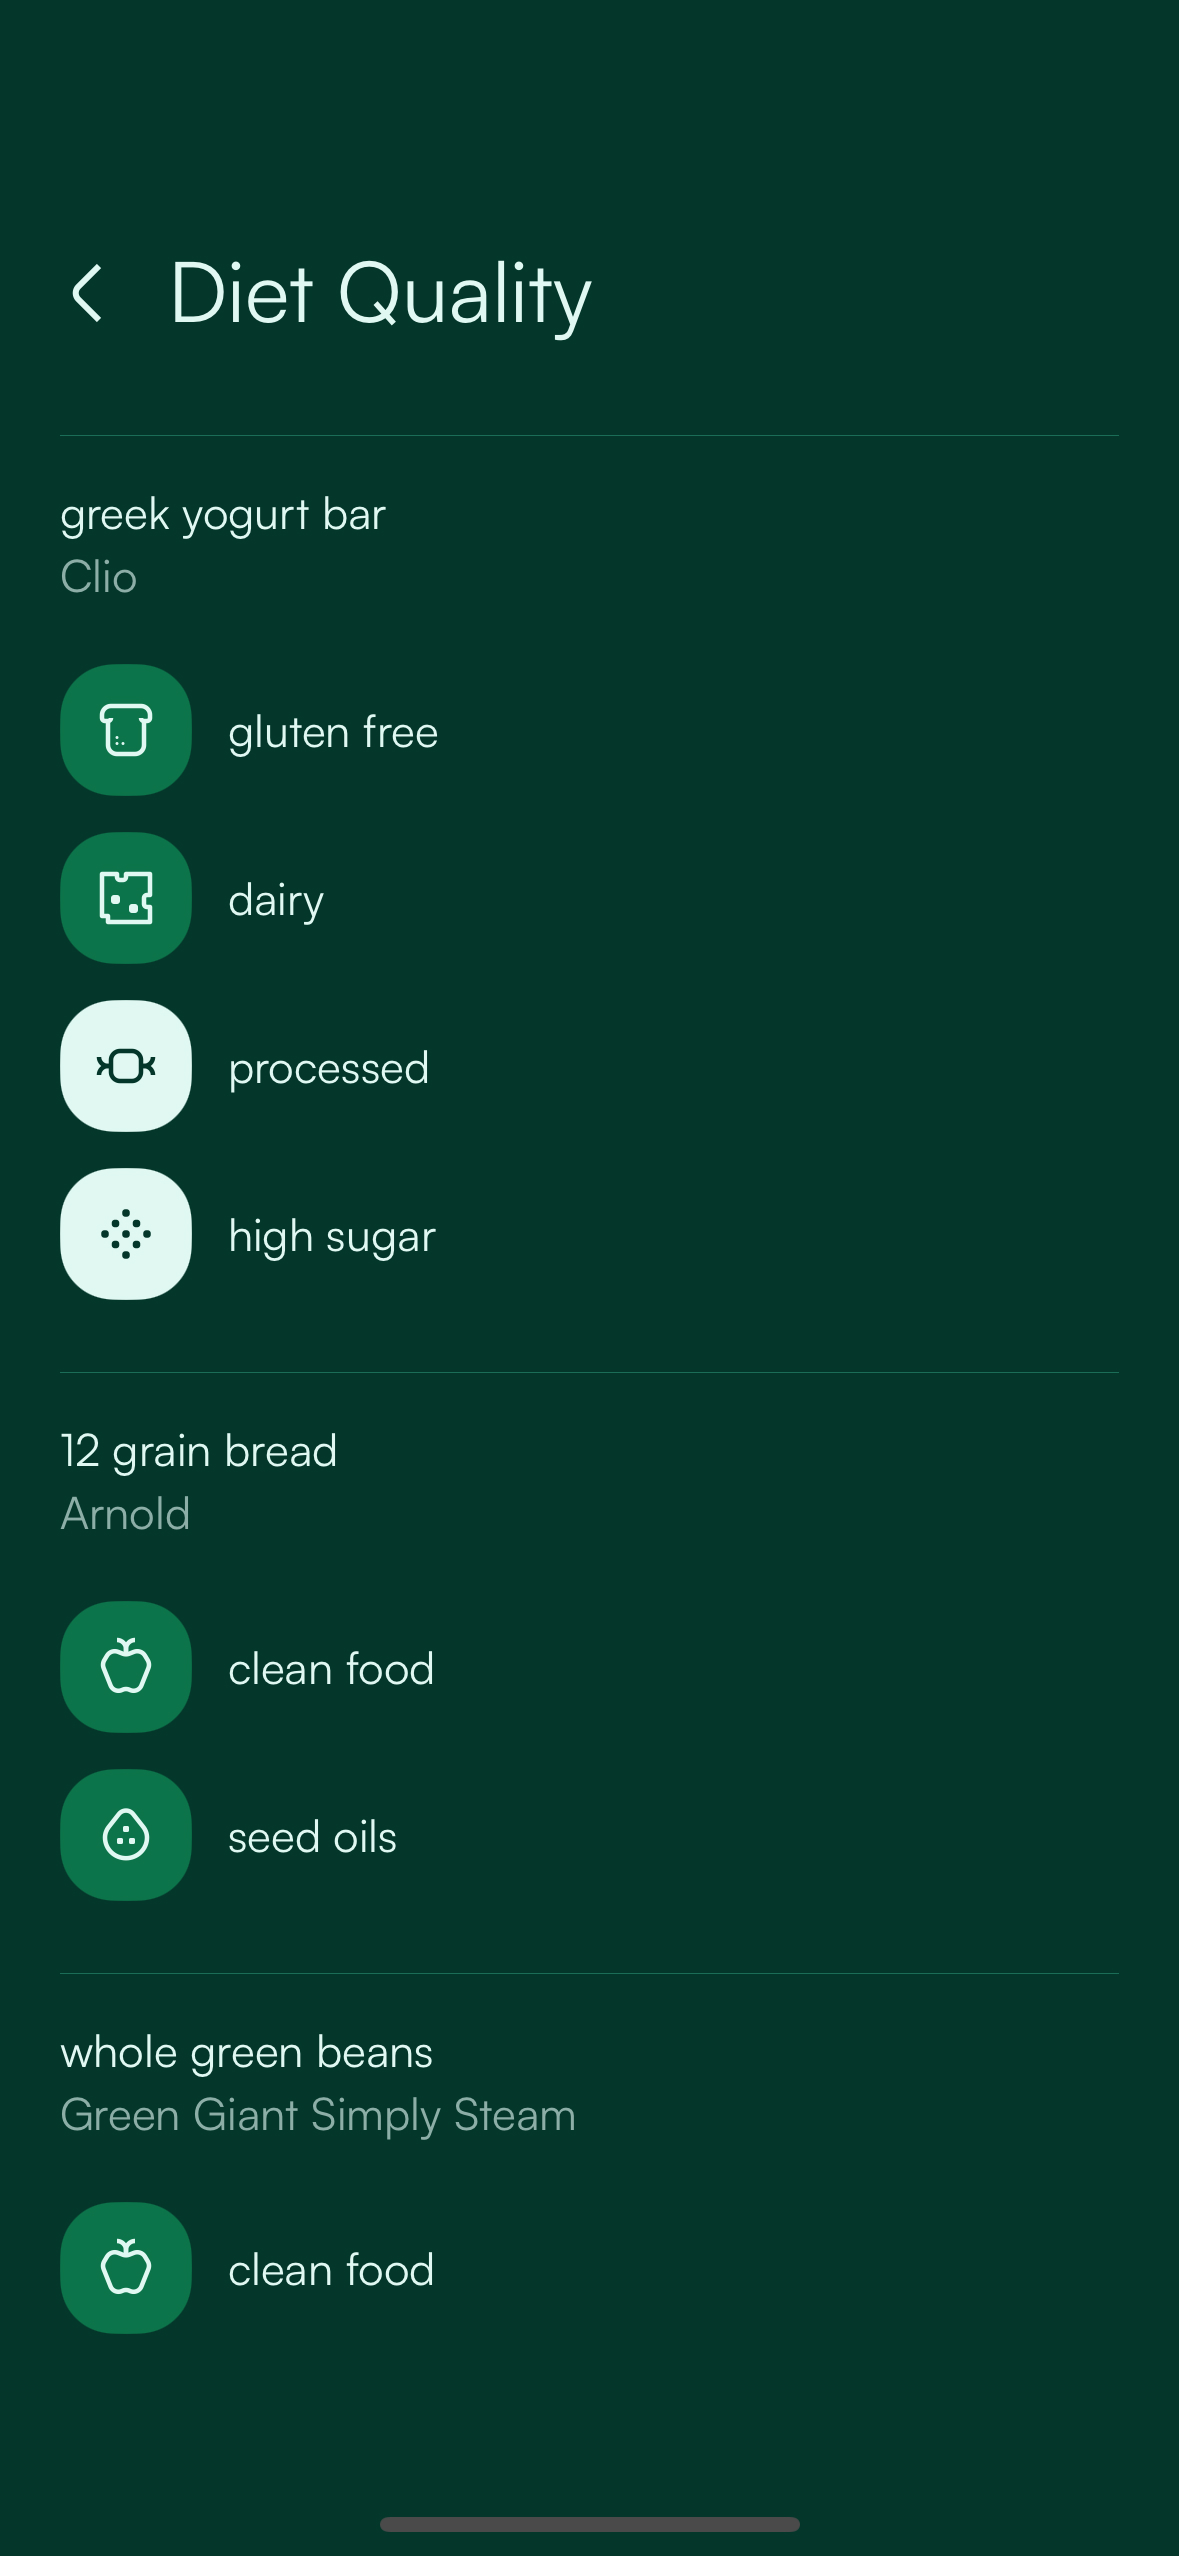 Diet Quality
greek yogurt bar
Clio
gluten free
dairy
processed
high sugar
12 grain bread
Arnold
clean food
seed oils
whole green beans
Green Giant Simply Steam
clean food